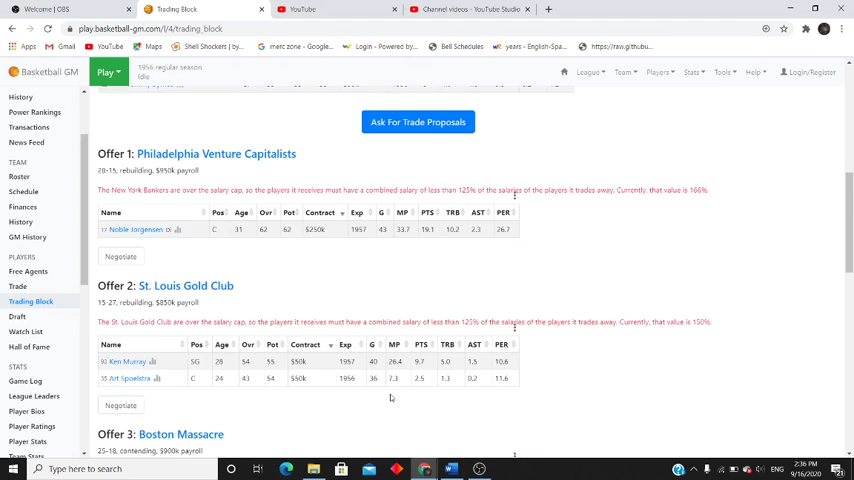 Welcome | OBS
Trading Block
YouTube
Channel videos - YouTube Studio
play.basketball-gm.com/l/4/trading_block
Apps
Gmail
YouTube
Maps
Shell Shockers | -
merc zone - Google...
Login - Powered by...
Bell Schedules
years - English-Spa...
https://raw.githubu...
Basketball GM
Play
1956 regular season
Idle
League
Team
Players
Stats
Tools
Help
Login/Register
History
Power Rankings
Transactions
News Feed
TEAM
Roster
Schedule
Finances
History
GM History
PLAYERS
Free Agents
Trade
Trading Block
Draft
Watch List
Hall of Fame
STATS
Game Log
League Leaders
Player Bios
Player Ratings
Player Stats
Team Stats
Ask For Trade Proposals
Offer 1: Philadelphia Venture Capitalists
28-15, rebuilding, $950k payroll
The New York Bankers are over the salary cap, so the players it receives must have a combined salary of less than 125% of the salaries of the players it trades away. Currently, that value is 166%.
Name Pos Age Ovr Pot Contract Exp G MP PTS TRB AST PER
17 Noble Jorgensen Di C 31 62 62 $250k 1957 43 33.7 19.1 10.2 2.3 26.7
Negotiate
Offer 2: St. Louis Gold Club
15-27, rebuilding, $850k payroll
The St. Louis Gold Club are over the salary cap, so the players it receives must have a combined salary of less than 125% of the salaries of the players it trades away. Currently, that value is 150%.
Name Pos Age Ovr Pot Contract Exp G MP PTS TRB AST PER
Ken Murray SG 28 54 55 $50k 1957 40 26.4 9.7 5.0 1.5 10.6
35 Art Spoelstra C 24 43 54 $50k 1956 36 7.3 2.5 1.3 0.2 11.6
Negotiate
Offer 3: Boston Massacre
25-18, contending, $900k payroll
Type here to search
ENG
2:36 PM
9/16/2020